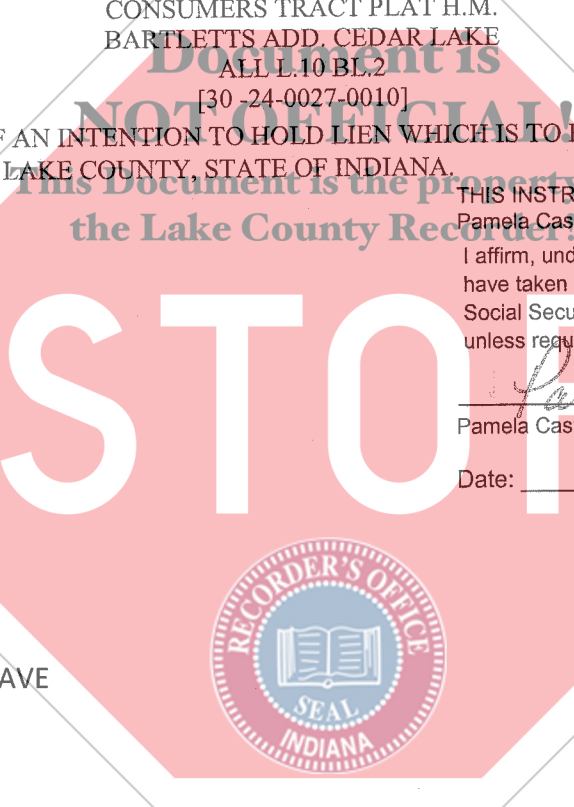 CONSUMERS TRACT PLAT H.M.
BARTLETTS ADD. CEDAR LAKE
ALL L.10 BL.2
[30 -24-0027-0010]
Document is
NOT OFFICIAL!
AN INTENTION TO HOLD LIEN WHICH IS TO
LAKE COUNTY, STATE OF INDIANA.
This Document is the property
the Lake County Recorder!
THIS INSTR
Pamela Cas
I affirm, und
have taken
Social Secu
unless requ
Pamela Cas
Date:
STOP
RECORDER'S OFFICE
SEAL
INDIANA
AVE